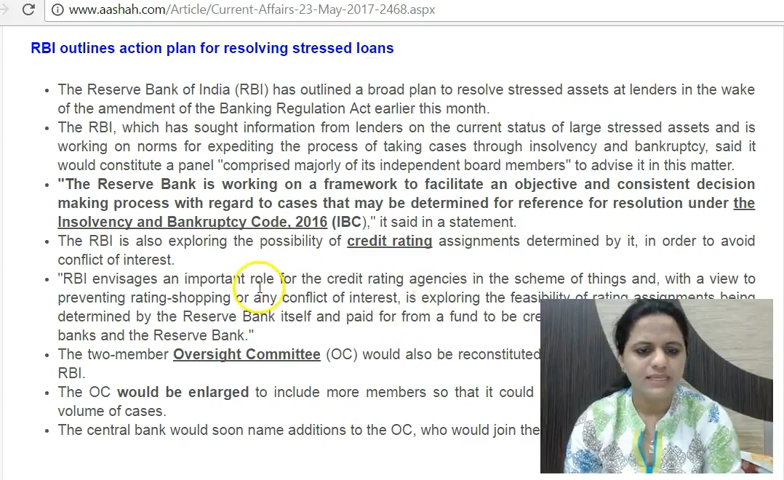 www.aashah.com/Article/Current-Affairs-23-May-2017-2468.aspx
RBI outlines action plan for resolving stressed loans
• The Reserve Bank of India (RBI) has outlined a broad plan to resolve stressed assets at lenders in the wake
of the amendment of the Banking Regulation Act earlier this month.
• The RBI, which has sought information from lenders on the current status of large stressed assets and is
working on norms for expediting the process of taking cases through insolvency and bankruptcy, said it
would constitute a panel "comprised majorly of its independent board members" to advise it in this matter.
• "The Reserve Bank is working on a framework to facilitate an objective and consistent decision
making process with regard to cases that may be determined for reference for resolution under the
Insolvency and Bankruptcy Code, 2016 (IBC)," it said in a statement.
• The RBI is also exploring the possibility of credit rating assignments determined by it, in order to avoid
conflict of interest.
• "RBI envisages an important role for the credit rating agencies in the scheme of things and, with a view to
preventing rating-shopping or any conflict of interest, is exploring the feasibility of rating assignments being
determined by the Reserve Bank itself and paid for from a fund to be
banks and the Reserve Bank."
• The two-member Oversight Committee (OC) would also be reconstituted
RBI.
• The OC would be enlarged to include more members so that it could
volume of cases.
• The central bank would soon name additions to the OC, who would join the